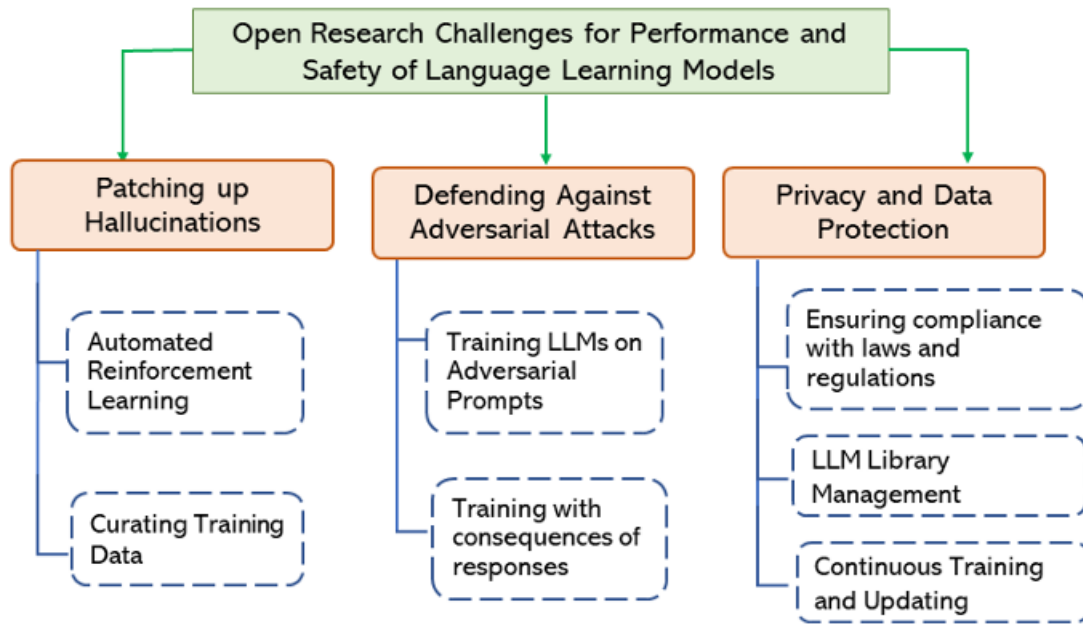 Open Research Challenges for Performance and
Safety of Language Learning Models
Patching up
Hallucinations
Automated
Reinforcement
Learning
Curating Training
Data
Defending Against
Adversarial Attacks
Training LLMs on
Adversarial
Prompts
Training with
consequences of
responses
Privacy and Data
Protection
Ensuring compliance
with laws and
regulations
LLM Library
Management
Continuous Training
and Updating